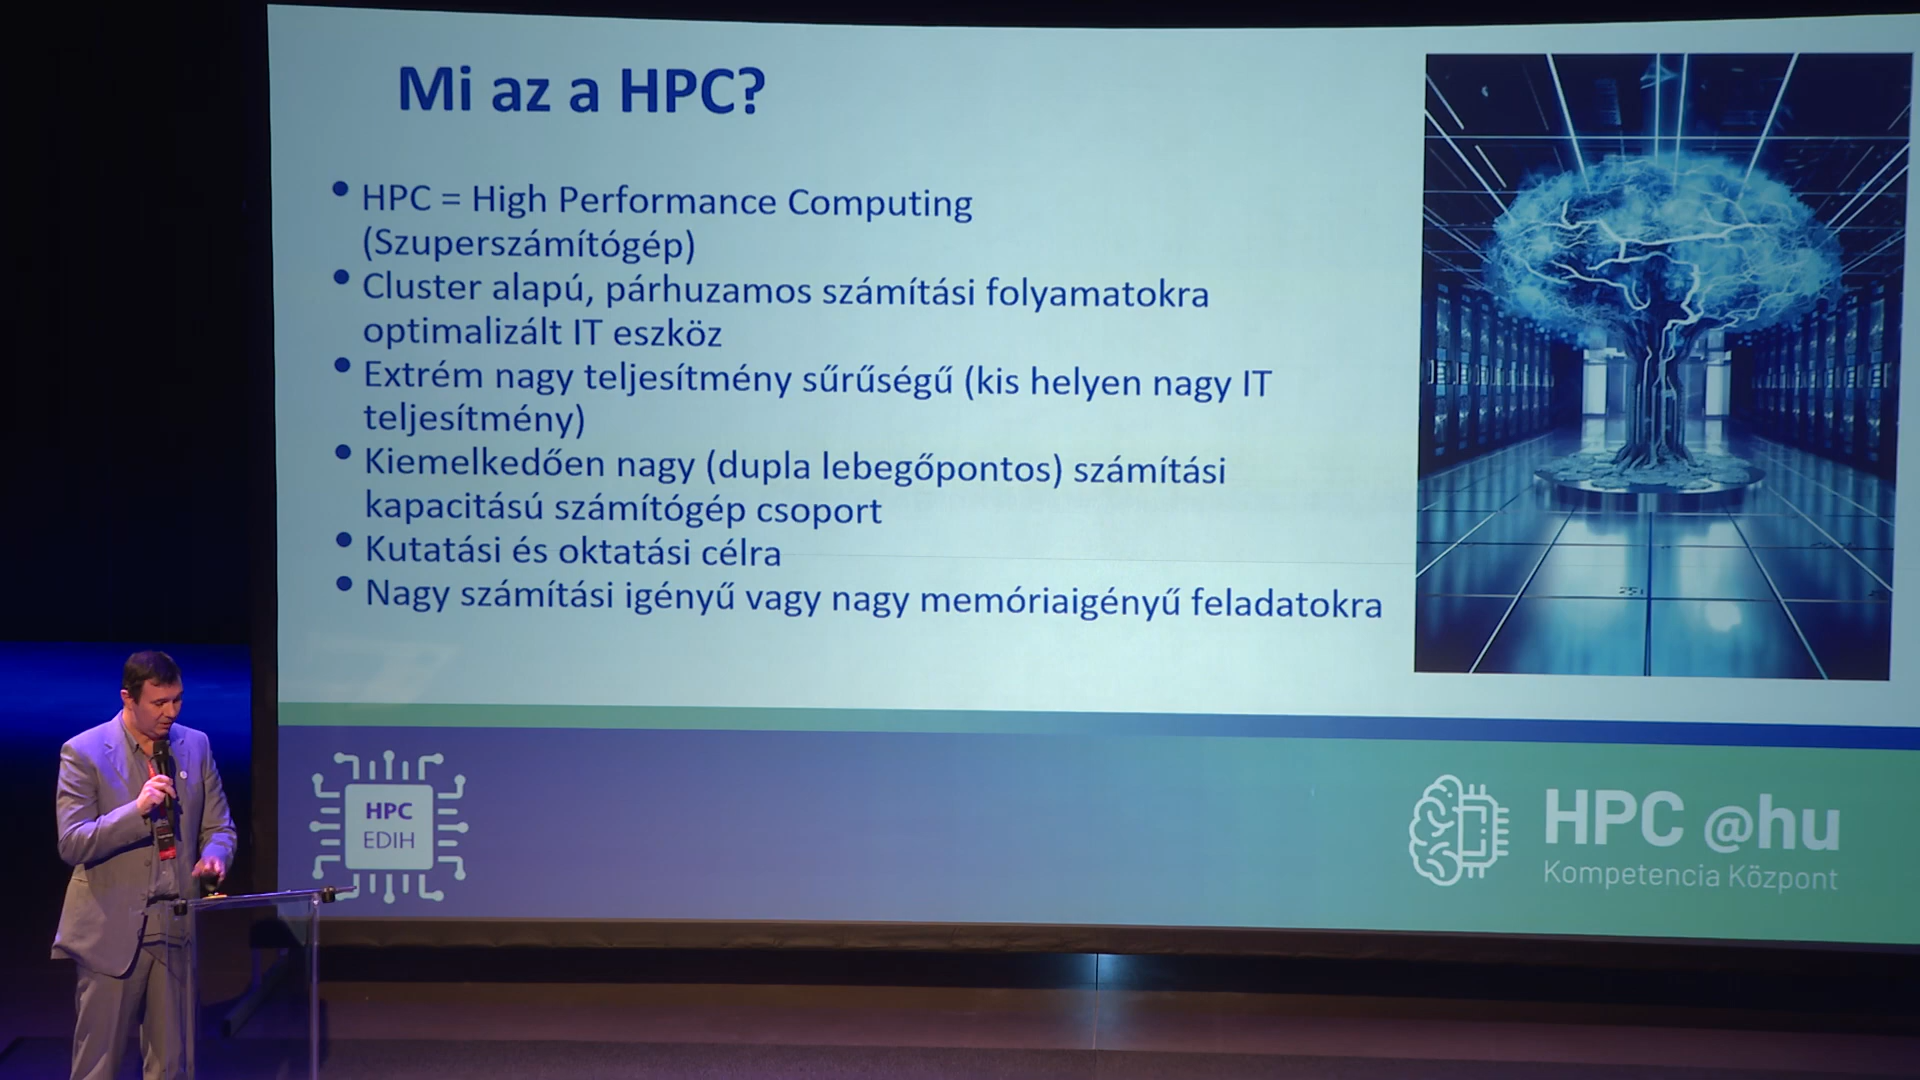 Mi az a HPC?
• HPC = High Performance Computing
(Szuperszámítógép)
• Cluster alapú, párhuzamos számítási folyamatokra
optimalizált IT eszköz
• Extrém nagy teljesítmény sűrűségű (kis helyen nagy IT
teljesítmény)
• Kiemelkedően nagy (dupla lebegőpontos) számítási
kapacitású számítógép csoport
• Kutatási és oktatási célra
• Nagy számítási igényű vagy nagy memóriaigényű feladatokra
HPC
EDIH
HPC @hu
Kompetencia Központ